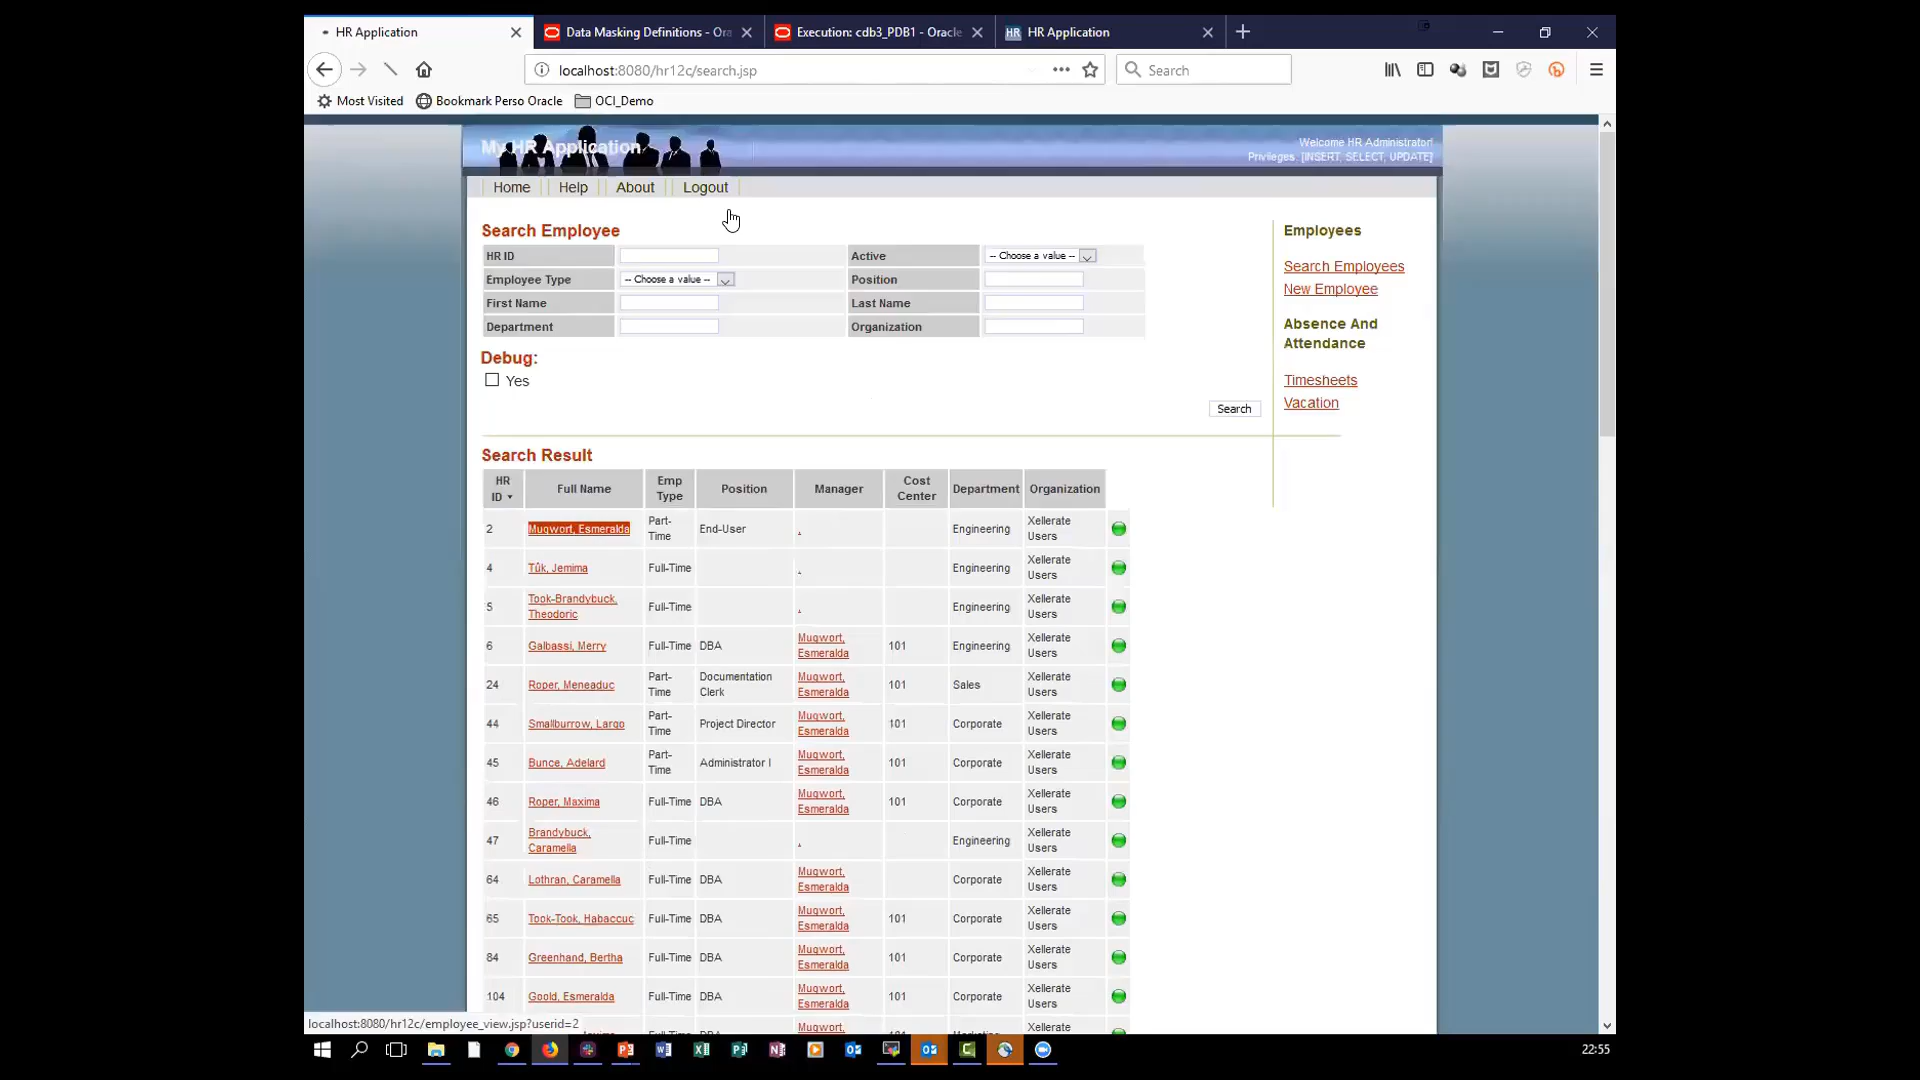 HR Application
Data Masking Definitions - Ora
Execution: cdb3_PDB1 - Oracle
HR HR Application
localhost:8080/hr12c/search.jsp
Search
Most Visited
Bookmark Perso Oracle
OCI_Demo
My HR Application
Welcome HR Administrator!
Privileges: [INSERT, SELECT, UPDATE]
Home Help About Logout
Search Employee
HR ID
Active -- Choose a value --
Employee Type -- Choose a value --
Position
First Name
Last Name
Department
Organization
Debug:
Yes
Search
Employees
Search Employees
New Employee
Absence And
Attendance
Timesheets
Vacation
Search Result
HR ID Full Name Emp Type Position Manager Cost Center Department Organization
2 Mugwort, Esmeralda Part-Time End-User , Engineering Xellerate Users
4 Tûk, Jemima Full-Time , Engineering Xellerate Users
5 Took-Brandybuck, Theodoric Full-Time , Engineering Xellerate Users
6 Galbassi, Merry Full-Time DBA Mugwort, Esmeralda 101 Engineering Xellerate Users
24 Roper, Meneaduc Part-Time Documentation Clerk Mugwort, Esmeralda 101 Sales Xellerate Users
44 Smallburrow, Largo Part-Time Project Director Mugwort, Esmeralda 101 Corporate Xellerate Users
45 Bunce, Adelard Part-Time Administrator I Mugwort, Esmeralda 101 Corporate Xellerate Users
46 Roper, Maxima Full-Time DBA Mugwort, Esmeralda 101 Corporate Xellerate Users
47 Brandybuck, Caramella Full-Time , Engineering Xellerate Users
64 Lothran, Caramella Full-Time DBA Mugwort, Esmeralda Corporate Xellerate Users
65 Took-Took, Habaccuc Full-Time DBA Mugwort, Esmeralda 101 Corporate Xellerate Users
84 Greenhand, Bertha Full-Time DBA Mugwort, Esmeralda 101 Corporate Xellerate Users
104 Goold, Esmeralda Full-Time DBA Mugwort, Esmeralda 101 Corporate Xellerate Users
Mugwort, Xellerate
localhost:8080/hr12c/employee_view.jsp?userid=2
22:55